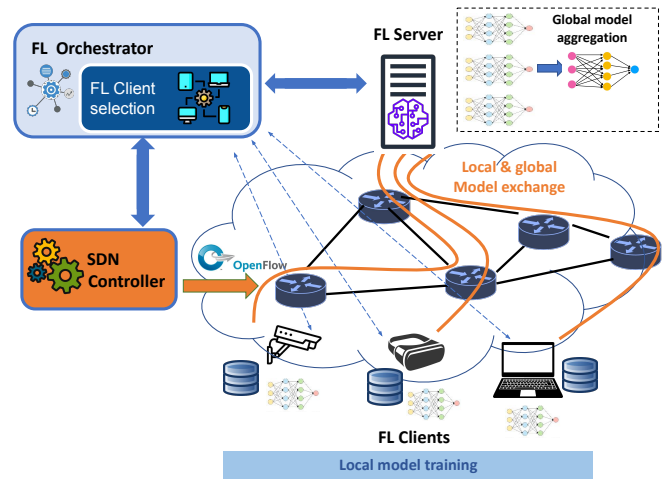 FL Orchestrator
FL Client
selection
FL Server
Global model
aggregation
Local & global
Model exchange
SDN
Controller
OpenFlow
FL Clients
Local model training